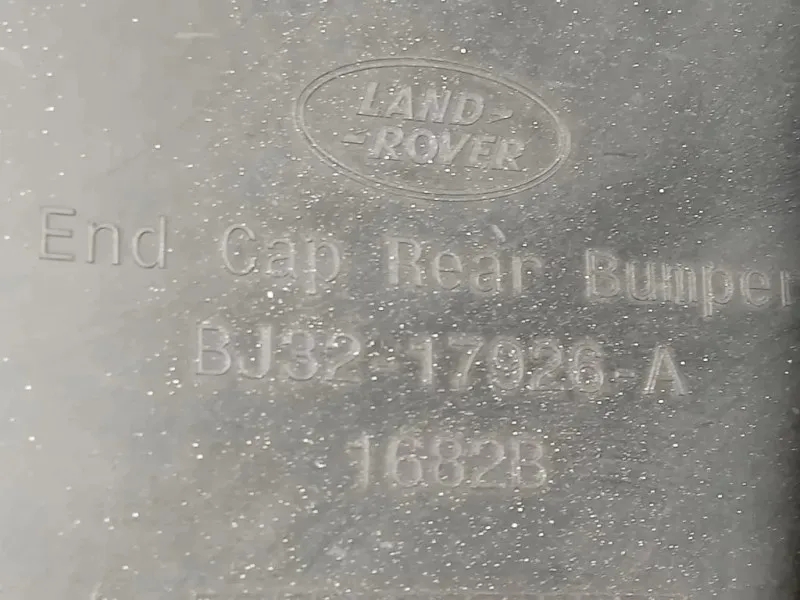 LAND
ROVER
End Cap Rear Bumper
BJ32-17926-A
1682B